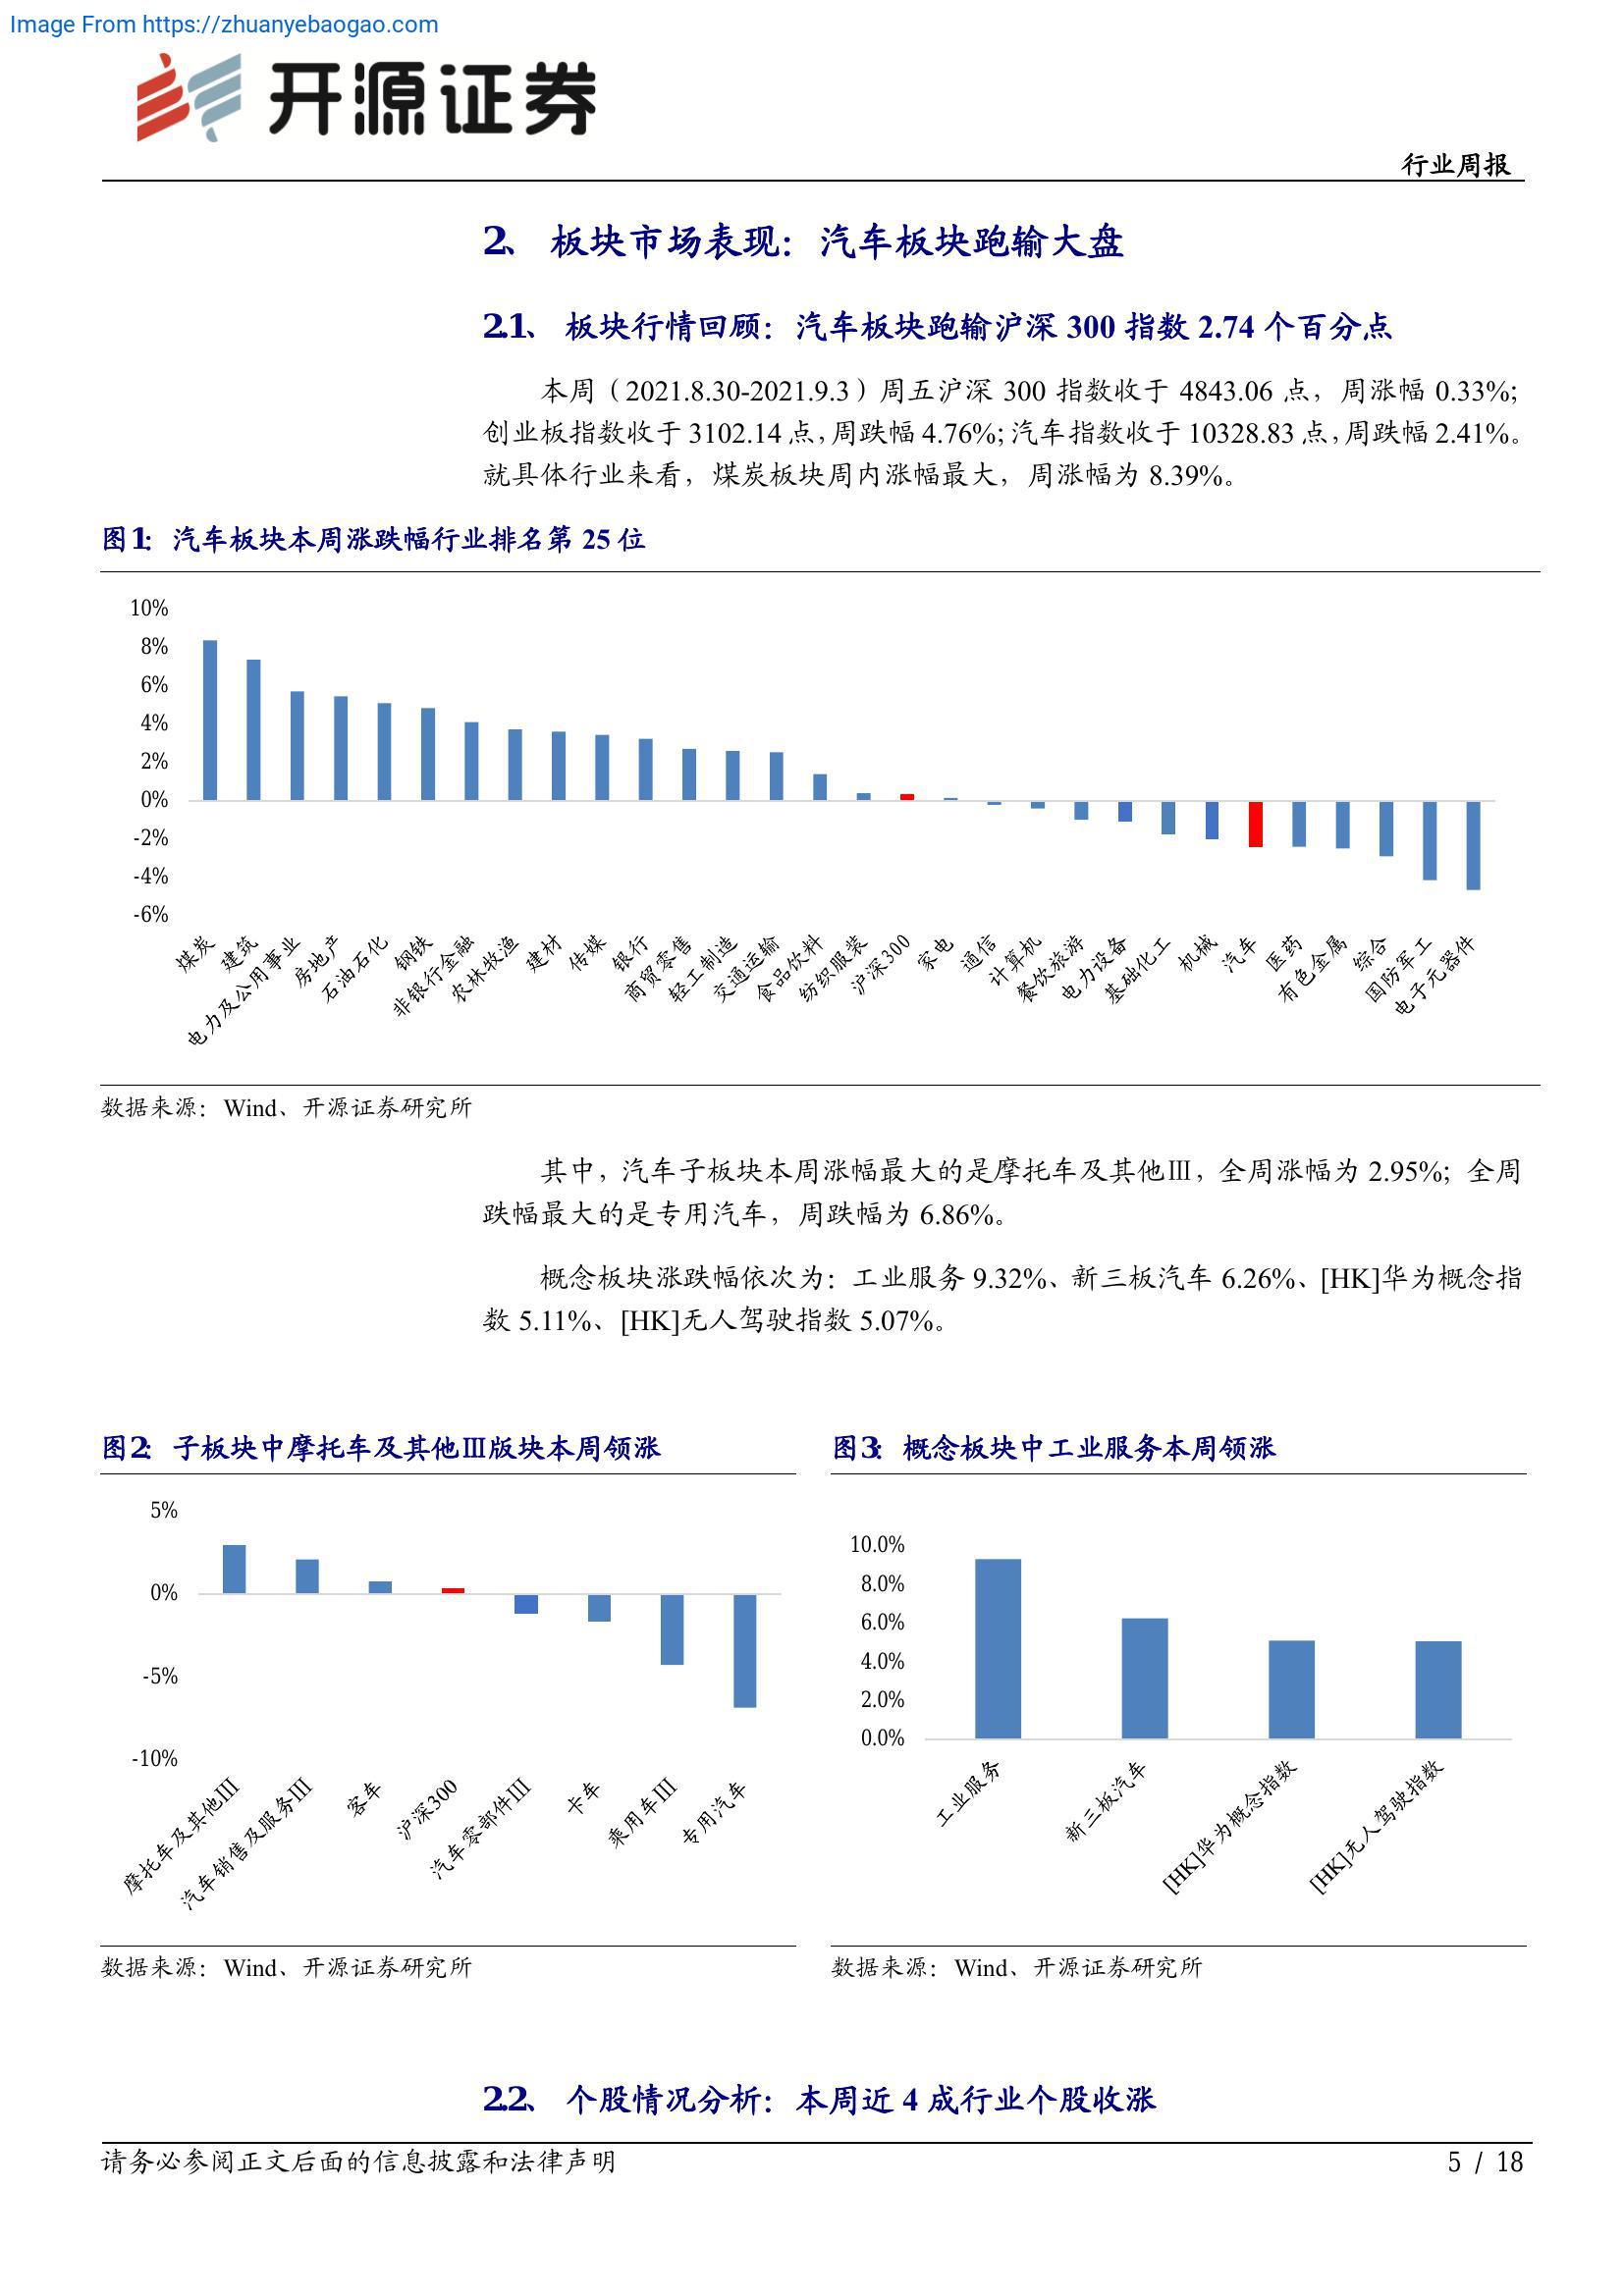 Image From https://zhuanyebaogao.com
开源证券
行业周报
2、 板块市场表现：汽车板块跑输大盘
2.1、 板块行情回顾：汽车板块跑输沪深 300 指数 2.74 个百分点
本周（2021.8.30-2021.9.3）周五沪深 300 指数收于 4843.06 点，周涨幅 0.33%;
创业板指数收于 3102.14 点，周跌幅 4.76%; 汽车指数收于 10328.83 点，周跌幅 2.41%。
就具体行业来看，煤炭板块周内涨幅最大，周涨幅为 8.39%。
图 1： 汽车板块本周涨跌幅行业排名第 25 位
10%
8%
6%
4%
2%
0%
-2%
-4%
-6%
煤炭
建筑
电力及公用事业
房地产
石油石化
钢铁
非银行金融
农林牧渔
建材
传媒
银行
商贸零售
轻工制造
交通运输
食品饮料
纺织服装
沪深300
家电
通信
计算机
餐饮旅游
电力设备
基础化工
机械
汽车
医药
有色金属
综合
国防军工
电子元器件
数据来源：Wind、开源证券研究所
其中，汽车子板块本周涨幅最大的是摩托车及其他Ⅲ，全周涨幅为 2.95%; 全周
跌幅最大的是专用汽车，周跌幅为 6.86%。
概念板块涨跌幅依次为：工业服务 9.32%、新三板汽车 6.26%、[HK]华为概念指
数 5.11%、[HK]无人驾驶指数 5.07%。
图 2： 子板块中摩托车及其他Ⅲ版块本周领涨
5%
0%
-5%
-10%
摩托车及其他III
汽车销售及服务III
客车
沪深300
汽车零部件III
卡车
乘用车III
专用汽车
数据来源：Wind、开源证券研究所
图 3： 概念板块中工业服务本周领涨
10.0%
8.0%
6.0%
4.0%
2.0%
0.0%
工业服务
新三板汽车
[HK]华为概念指数
[HK]无人驾驶指数
数据来源：Wind、开源证券研究所
2.2、 个股情况分析：本周近 4 成行业个股收涨
请务必参阅正文后面的信息披露和法律声明
5 / 18